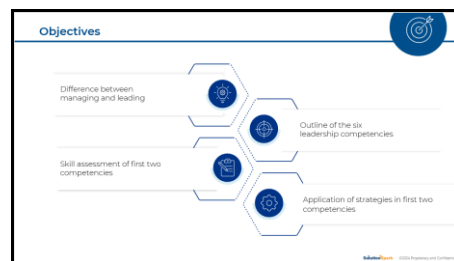 Objectives
Difference between
managing and leading
Outline of the six
leadership competencies
Skill assessment of first two
competencies
Application of strategies in first two
competencies